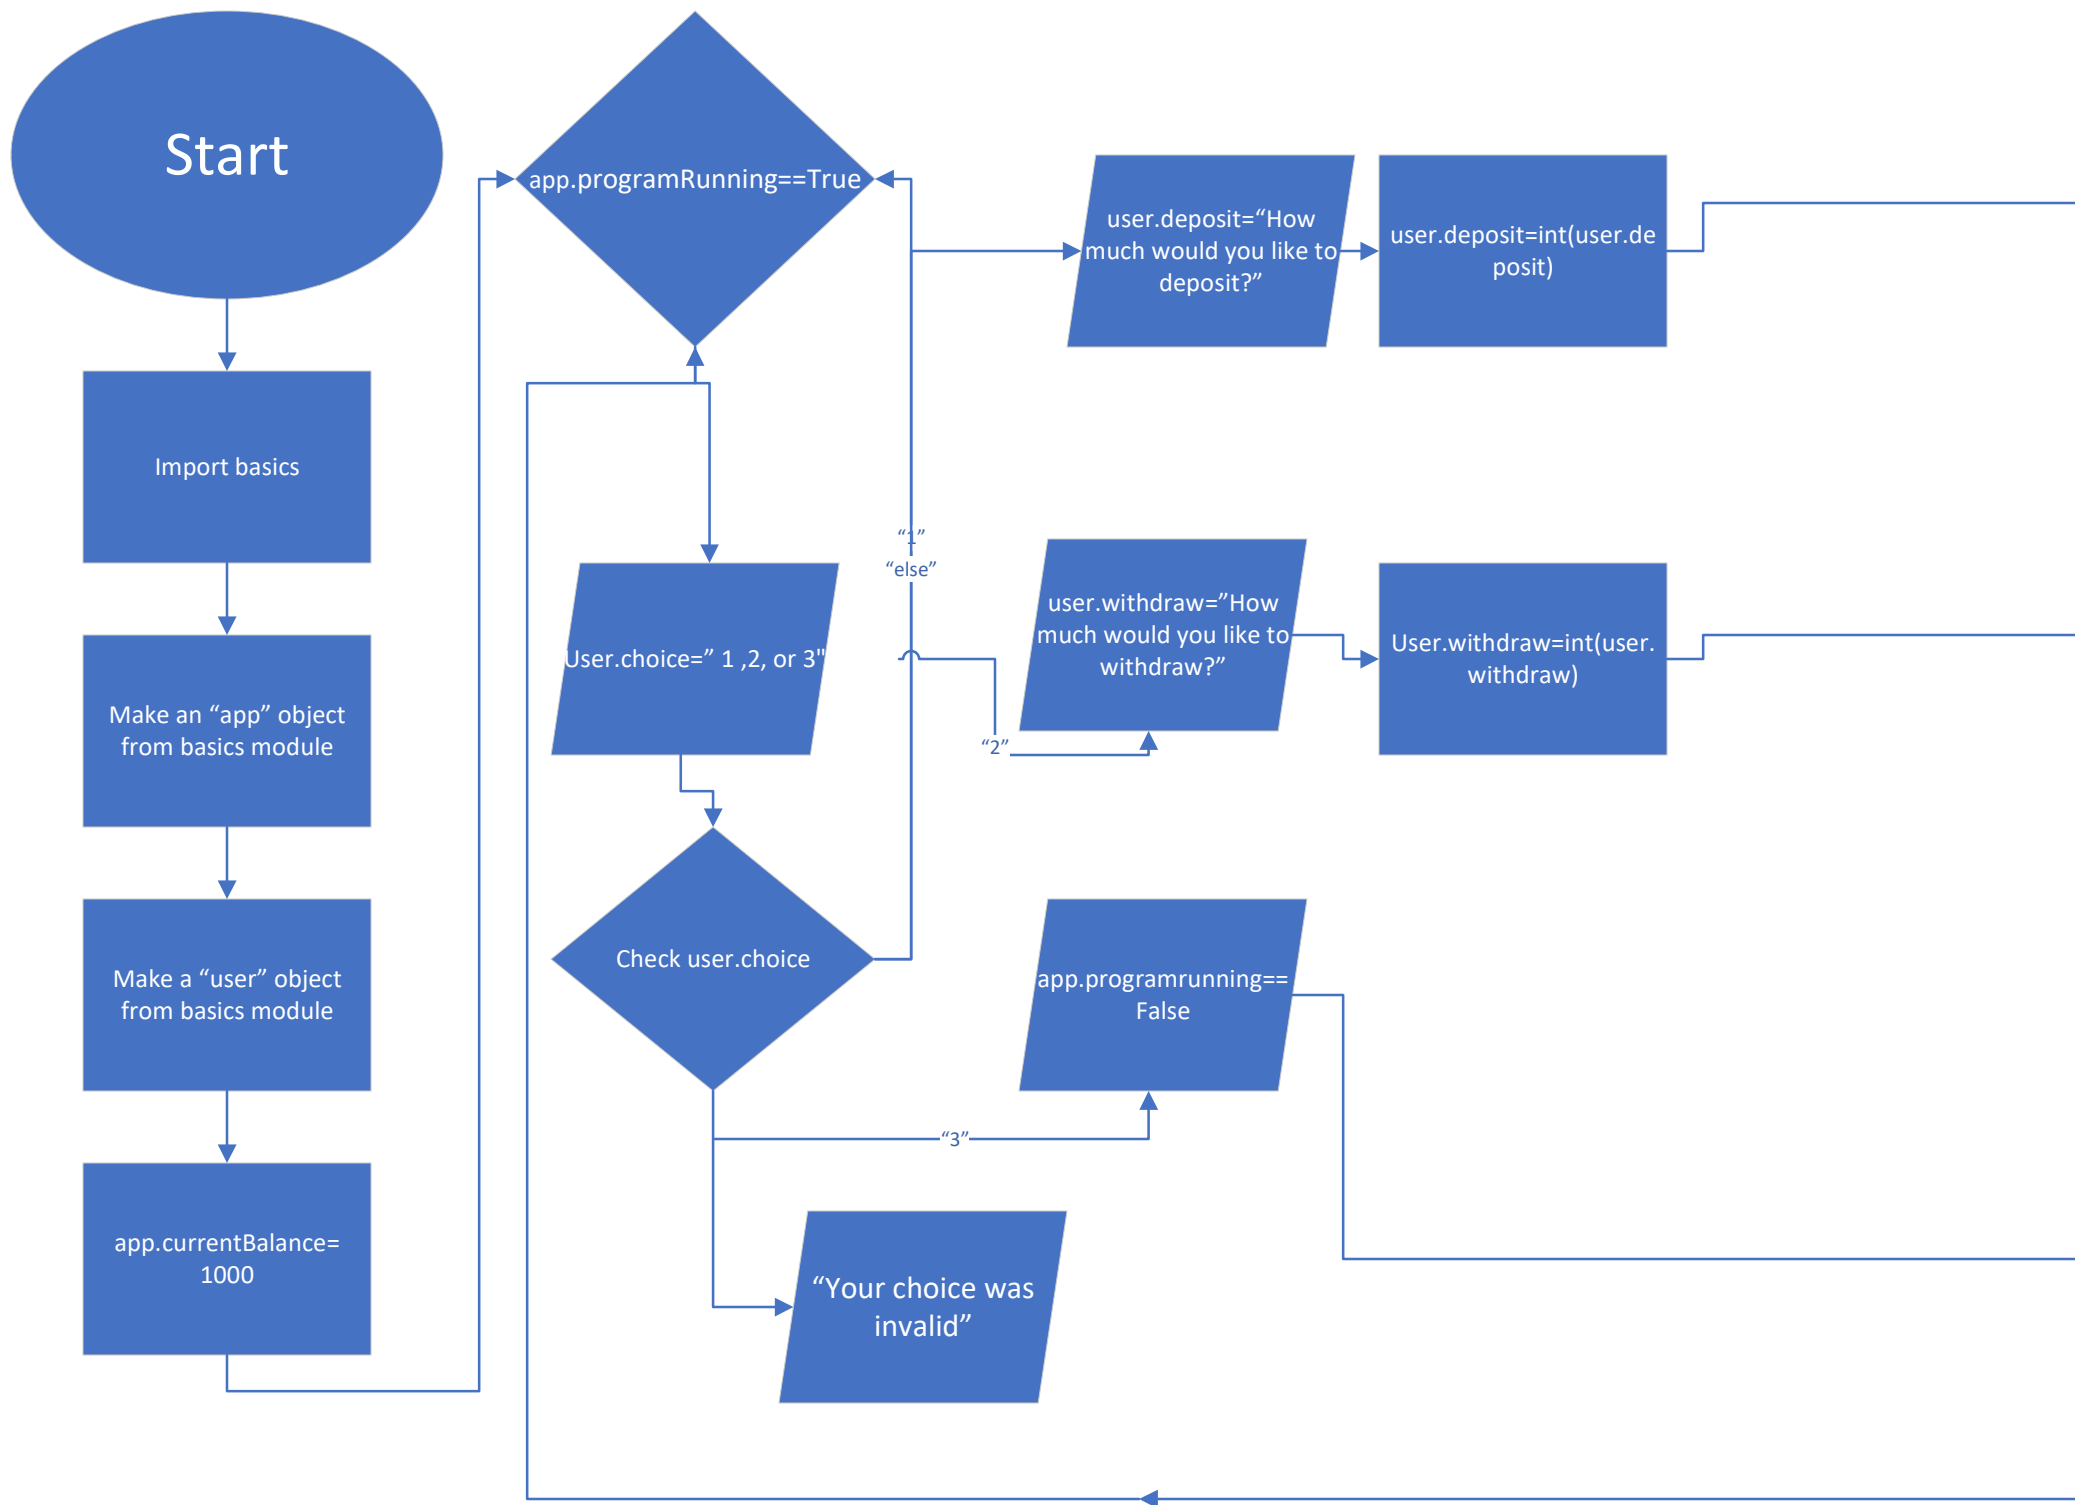 Start
Import basics
Make an “app” object
from basics module
Make a “user” object
from basics module
app.currentBalance=
1000
app.programRunning==True
User.choice=” 1 ,2, or 3"
Check user.choice
“1”
“else”
“2”
“3”
“Your choice was
invalid”
user.deposit=“How
much would you like to
deposit?”
user.deposit=int(user.de
posit)
user.withdraw=”How
much would you like to
withdraw?”
User.withdraw=int(user.
withdraw)
app.programrunning==
False